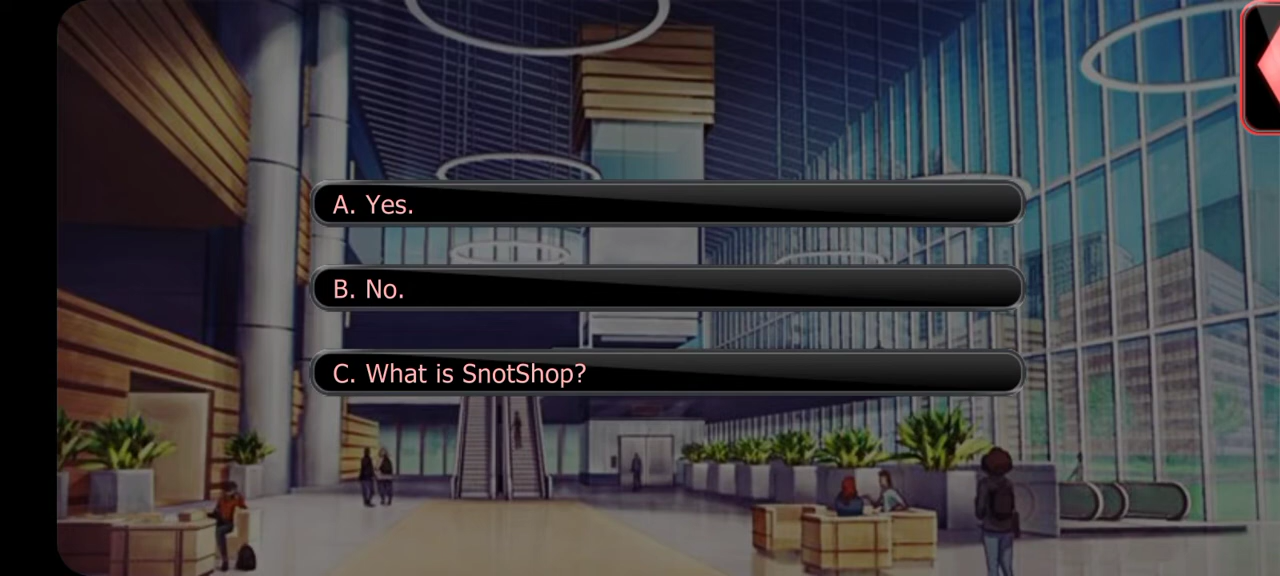 A. Yes.
B. No.
C. What is SnotShop?